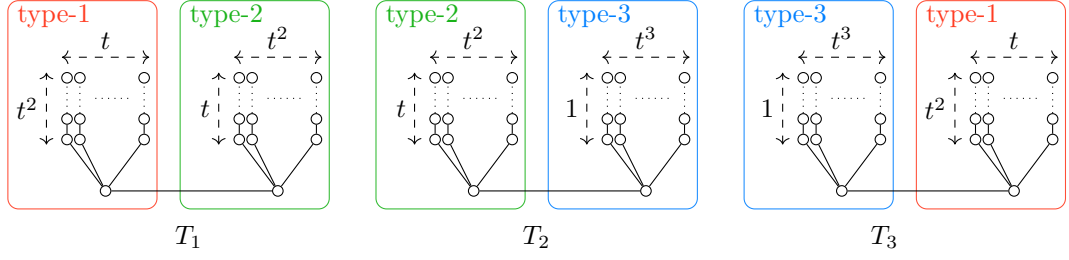 type-1 type-2 type-2 type-3 type-3 type-1
t t² t² t³ t³ t
t² t t 1 1 t²
T₁ T₂ T₃